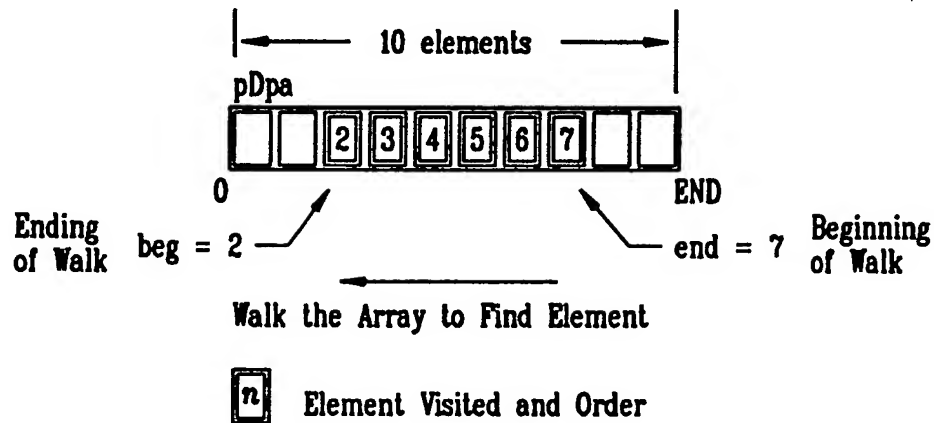 10 elements
pDpa
2 3 4 5 6 7
0 END
Ending
of Walk
beg = 2
end = 7
Beginning
of Walk
Walk the Array to Find Element
n Element Visited and Order